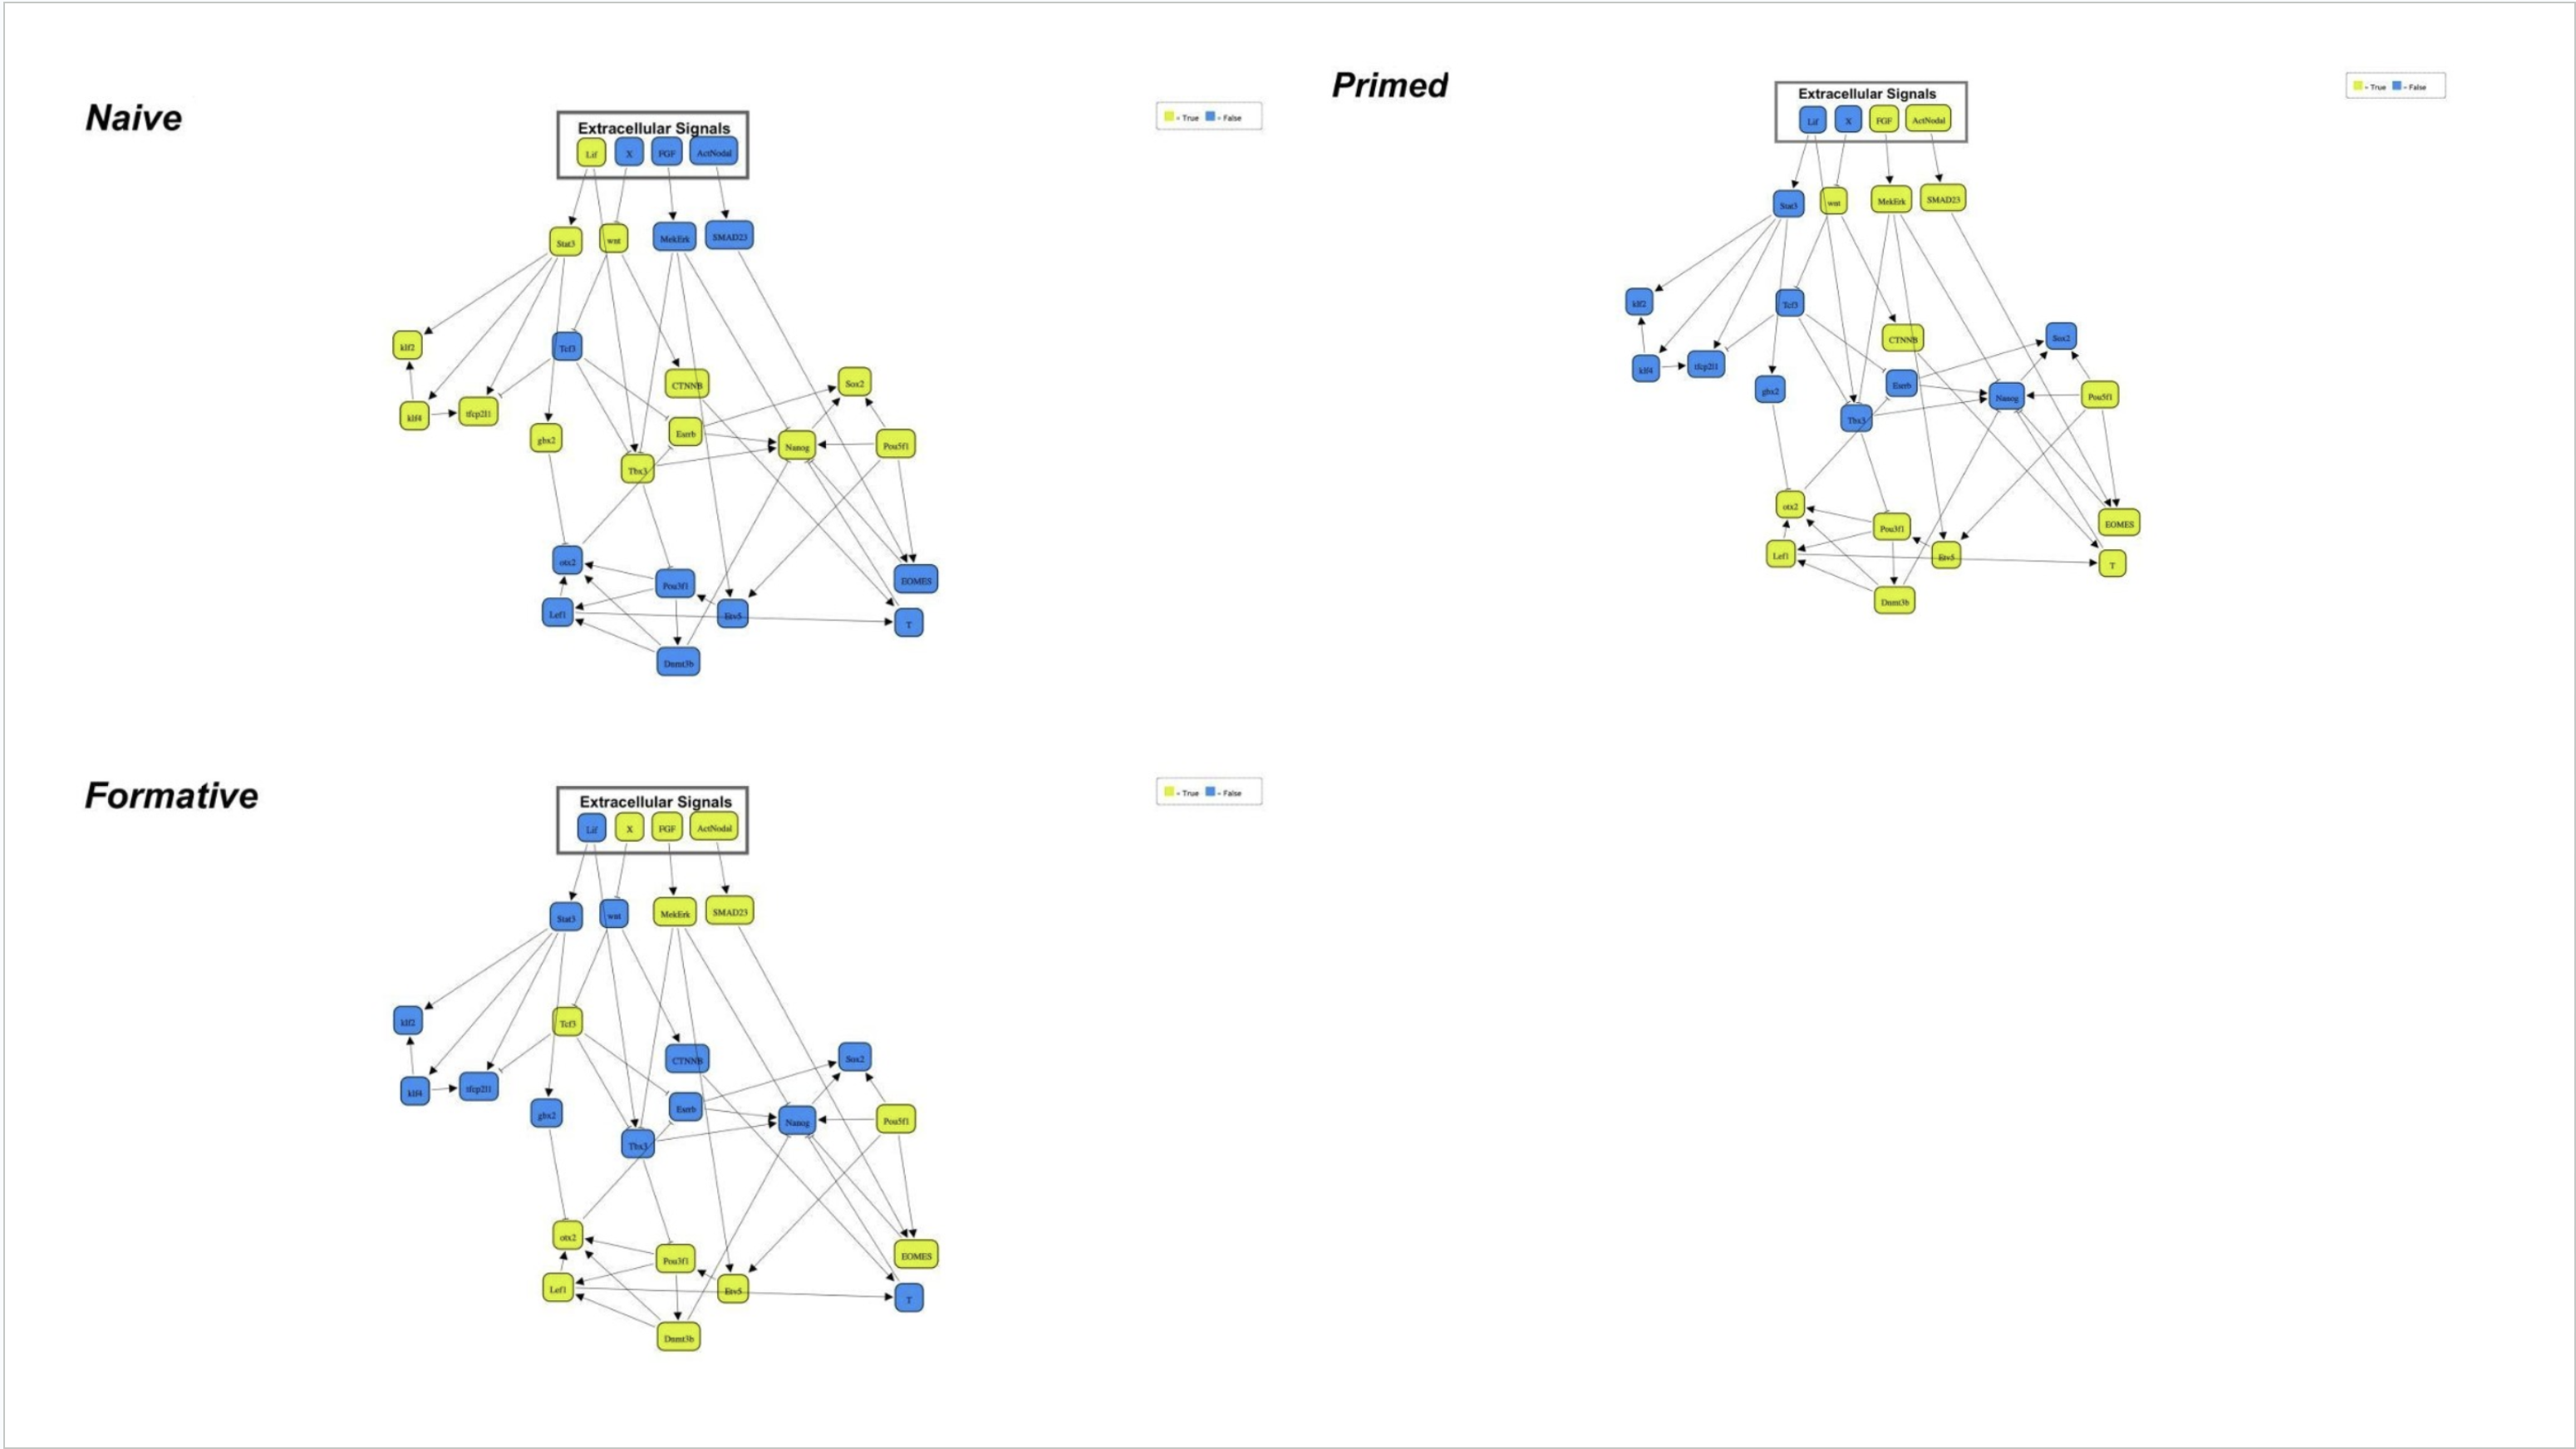 Naive
= True = False
Extracellular Signals
Lif X FGF ActNodal
Stat3 wnt MekErk SMAD23
klf2 Tcf3
CTNNB Sox2
klf4 tfcp2l1
gbx2 Esrrb Nanog Pou5f1
Tbx3
otx2 Pou3f1 EOMES
Lef1 Etv5 T
Dnmt3b
Primed
= True = False
Extracellular Signals
Lif X FGF ActNodal
Stat3 wnt MekErk SMAD23
klf2 Tcf3
CTNNB Sox2
klf4 tfcp2l1
gbx2 Esrrb Nanog Pou5f1
Tbx3
otx2 Pou3f1 EOMES
Lef1 Etv5 T
Dnmt3b
Formative
= True = False
Extracellular Signals
Lif X FGF ActNodal
Stat3 wnt MekErk SMAD23
klf2 Tcf3
CTNNB Sox2
klf4 tfcp2l1
gbx2 Esrrb Nanog Pou5f1
Tbx3
otx2 Pou3f1 EOMES
Lef1 Etv5 T
Dnmt3b